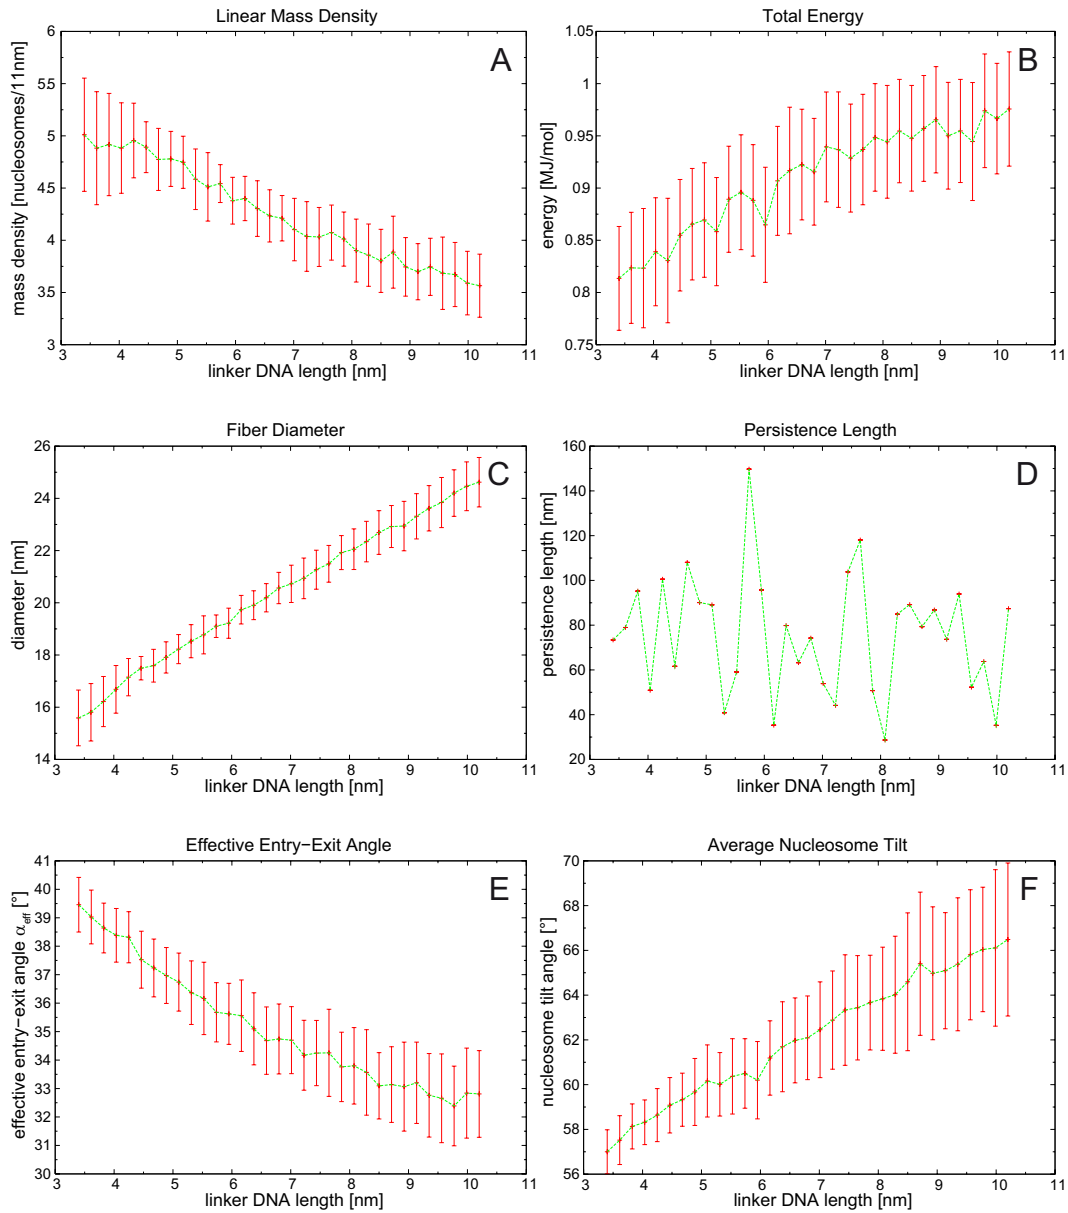 Linear Mass Density
A
mass density [nucleosomes/11nm]
6
55
5
45
4
35
3
3 4 5 6 7 8 9 10 11
linker DNA length [nm]
Total Energy
B
energy [MJ/mol]
1.05
1
0.95
0.9
0.85
0.8
0.75
3 4 5 6 7 8 9 10 11
linker DNA length [nm]
Fiber Diameter
C
diameter [nm]
26
24
22
20
18
16
14
3 4 5 6 7 8 9 10 11
linker DNA length [nm]
Persistence Length
D
persistence length [nm]
160
140
120
100
80
60
40
20
3 4 5 6 7 8 9 10 11
linker DNA length [nm]
Effective Entry−Exit Angle
E
effective entry−exit angle αeff [°]
41
40
39
38
37
36
35
34
33
32
31
30
3 4 5 6 7 8 9 10 11
linker DNA length [nm]
Average Nucleosome Tilt
F
nucleosome tilt angle [°]
70
68
66
64
62
60
58
56
3 4 5 6 7 8 9 10 11
linker DNA length [nm]